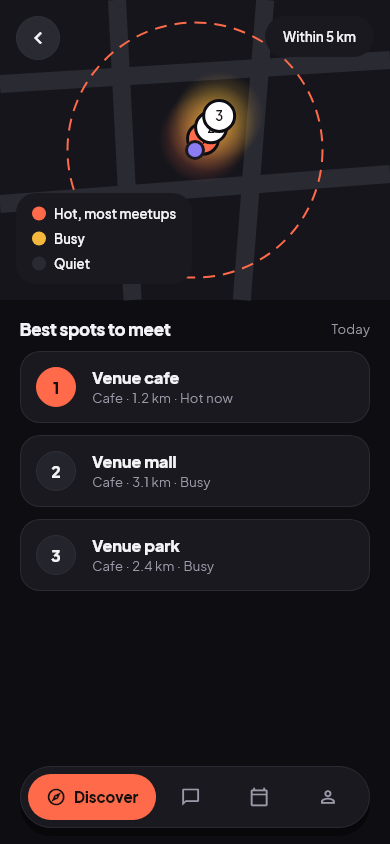 Within 5 km
3
Hot, most meetups
Busy
Quiet
Best spots to meet
Today
1
Venue cafe
Cafe · 1.2 km · Hot now
2
Venue mall
Cafe · 3.1 km · Busy
3
Venue park
Cafe · 2.4 km · Busy
Discover